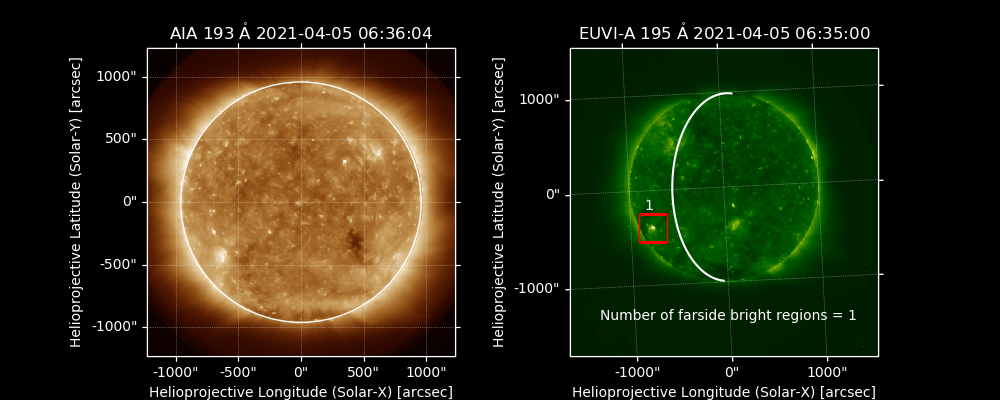 AIA 193 Å 2021-04-05 06:36:04
Helioprojective Latitude (Solar-Y) [arcsec]
1000"
500"
0"
-500"
-1000"
-1000" -500" 0" 500" 1000"
Helioprojective Longitude (Solar-X) [arcsec]
EUVI-A 195 Å 2021-04-05 06:35:00
Helioprojective Latitude (Solar-Y) [arcsec]
1000"
0"
-1000"
1
Number of farside bright regions = 1
-1000" 0" 1000"
Helioprojective Longitude (Solar-X) [arcsec]